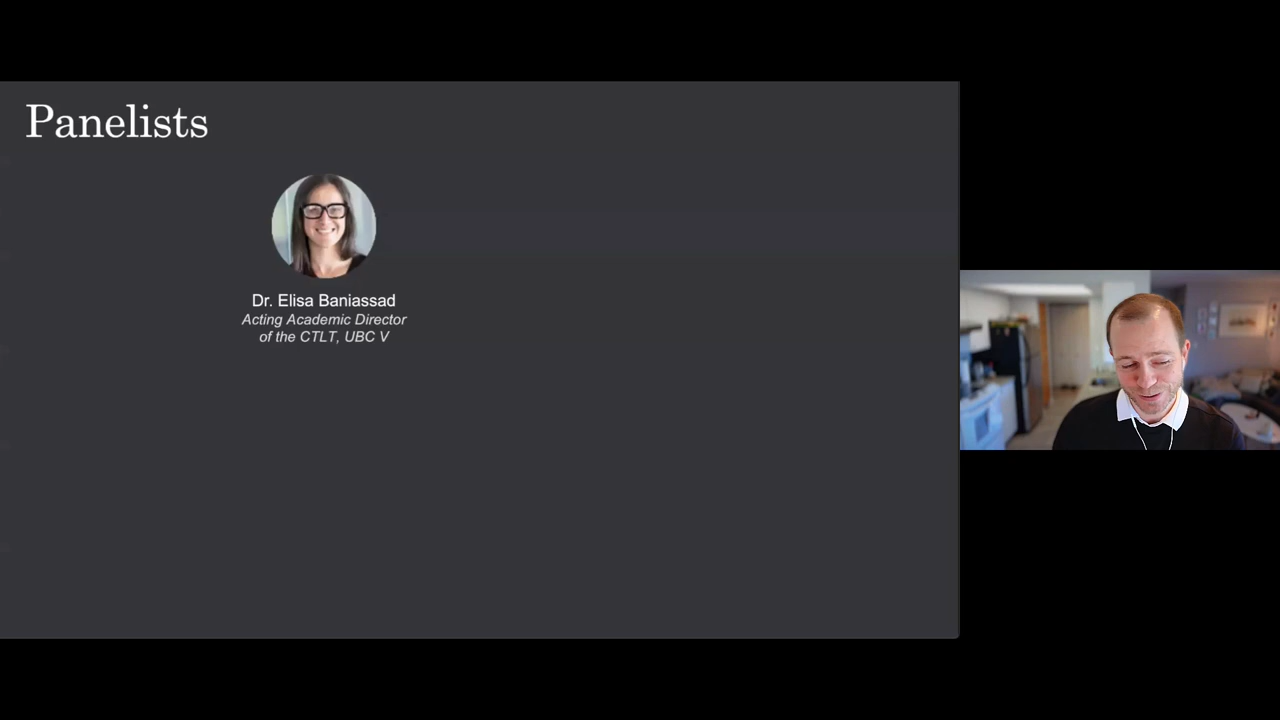 Panelists
Dr. Elisa Baniassad
Acting Academic Director
of the CTLT, UBC V